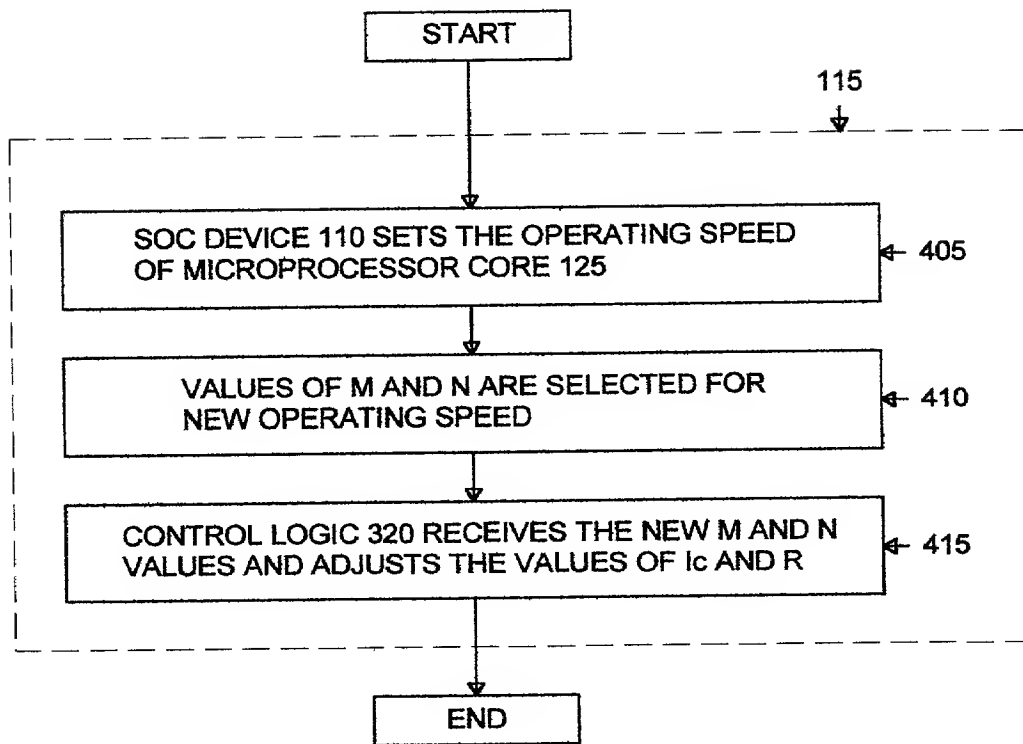 START
115
SOC DEVICE 110 SETS THE OPERATING SPEED
OF MICROPROCESSOR CORE 125
405
VALUES OF M AND N ARE SELECTED FOR
NEW OPERATING SPEED
410
CONTROL LOGIC 320 RECEIVES THE NEW M AND N
VALUES AND ADJUSTS THE VALUES OF Ic AND R
415
END